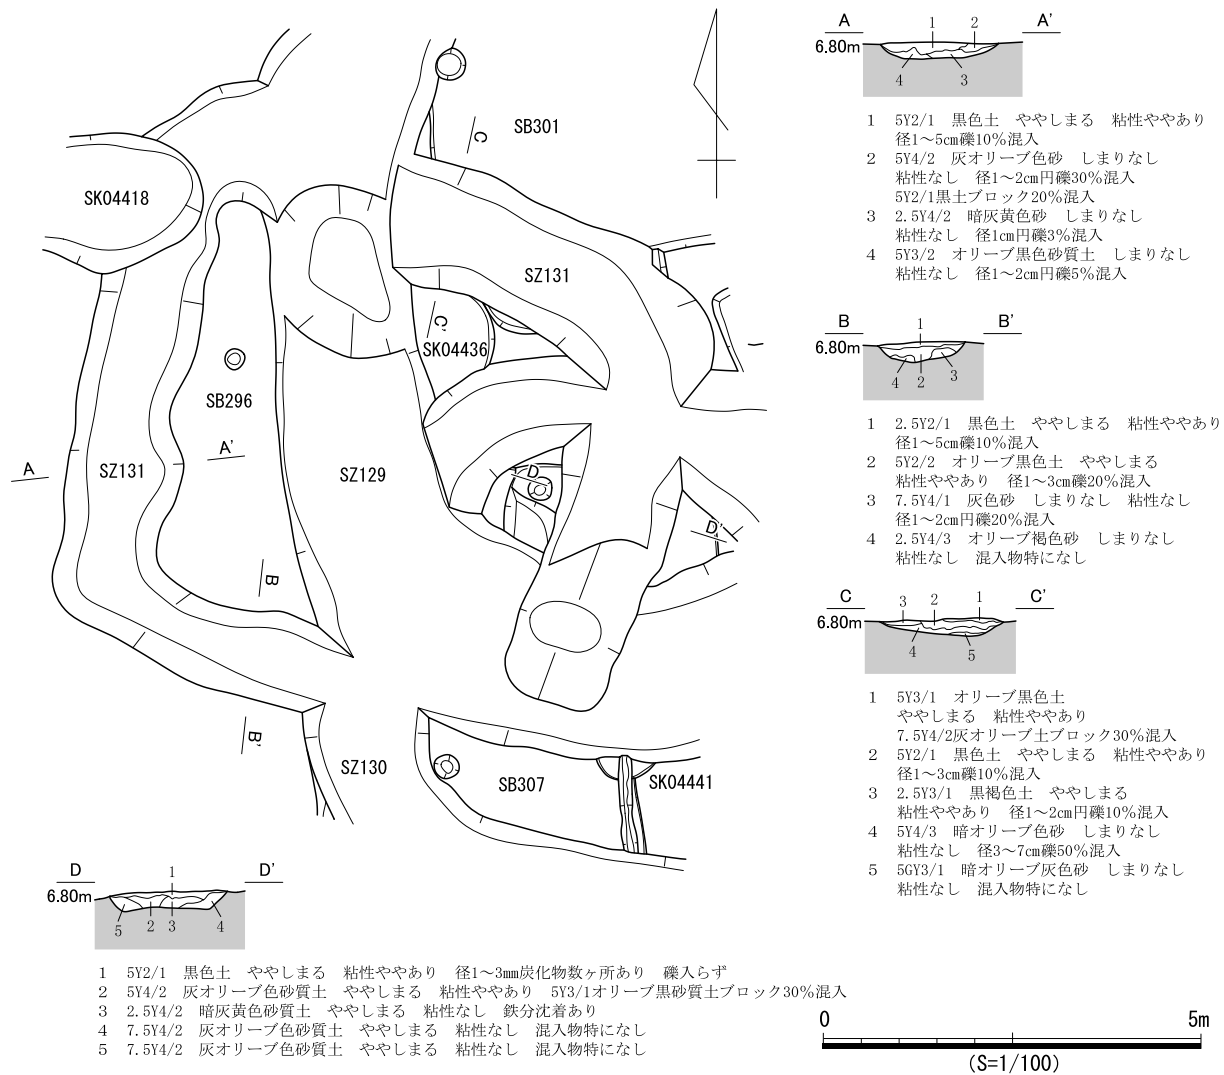 SB301
C
SK04418
SZ131
C'
SK04436
SB296
A'
A
SZ131
SZ129
D
D'
B
B'
SZ130
SB307
SK04441
A A'
6.80m
1 2
4 3
1 5Y2/1 黒色土 ややしまる 粘性ややあり
径1～5cm礫10%混入
2 5Y4/2 灰オリーブ色砂 しまりなし
粘性なし 径1～2cm円礫30%混入
5Y2/1黒土ブロック20%混入
3 2.5Y4/2 暗灰黄色砂 しまりなし
粘性なし 径1cm円礫3%混入
4 5Y3/2 オリーブ黒色砂質土 しまりなし
粘性なし 径1～2cm円礫5%混入
B B'
6.80m
1
4 2 3
1 2.5Y2/1 黒色土 ややしまる 粘性ややあり
径1～5cm礫10%混入
2 5Y2/2 オリーブ黒色土 ややしまる
粘性ややあり 径1～3cm礫20%混入
3 7.5Y4/1 灰色砂 しまりなし 粘性なし
径1～2cm円礫20%混入
4 2.5Y4/3 オリーブ褐色砂 しまりなし
粘性なし 混入物特になし
C C'
6.80m
3 2 1
4 5
1 5Y3/1 オリーブ黒色土
ややしまる 粘性ややあり
7.5Y4/2灰オリーブ土ブロック30%混入
2 5Y2/1 黒色土 ややしまる 粘性ややあり
径1～3cm礫10%混入
3 2.5Y3/1 黒褐色土 ややしまる
粘性ややあり 径1～2cm円礫10%混入
4 5Y4/3 暗オリーブ色砂 しまりなし
粘性なし 径3～7cm礫50%混入
5 5GY3/1 暗オリーブ灰色砂 しまりなし
粘性なし 混入物特になし
D D'
6.80m
1
5 2 3 4
1 5Y2/1 黒色土 ややしまる 粘性ややあり 径1～3mm炭化物数ヶ所あり 礫入らず
2 5Y4/2 灰オリーブ色砂質土 ややしまる 粘性ややあり 5Y3/1オリーブ黒砂質土ブロック30%混入
3 2.5Y4/2 暗灰黄色砂質土 ややしまる 粘性なし 鉄分沈着あり
4 7.5Y4/2 灰オリーブ色砂質土 ややしまる 粘性なし 混入物特になし
5 7.5Y4/2 灰オリーブ色砂質土 ややしまる 粘性なし 混入物特になし
0 5m
(S=1/100)